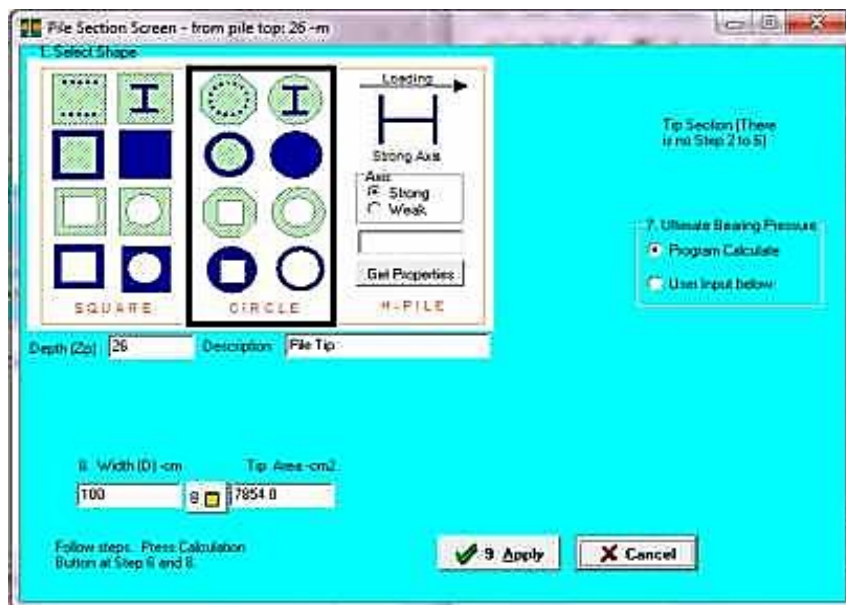 Pile Section Screen - from pile top: 26 -m
1. Select Shape
Loading
Strong Axis
Axis
Strong
Weak
Get Properties
SQUARE
CIRCLE
H-PILE
Tip Section (There
is no Step 2 to 6)
7. Ultimate Bearing Pressure
Program Calculate
User Input below:
Depth (Zp)
26
Description
Pile Tip
8. Width (D) -cm
Tip Area -cm2
100
8
7854.0
Follow steps. Press Calculation
Button at Step 6 and 8.
9 Apply
Cancel